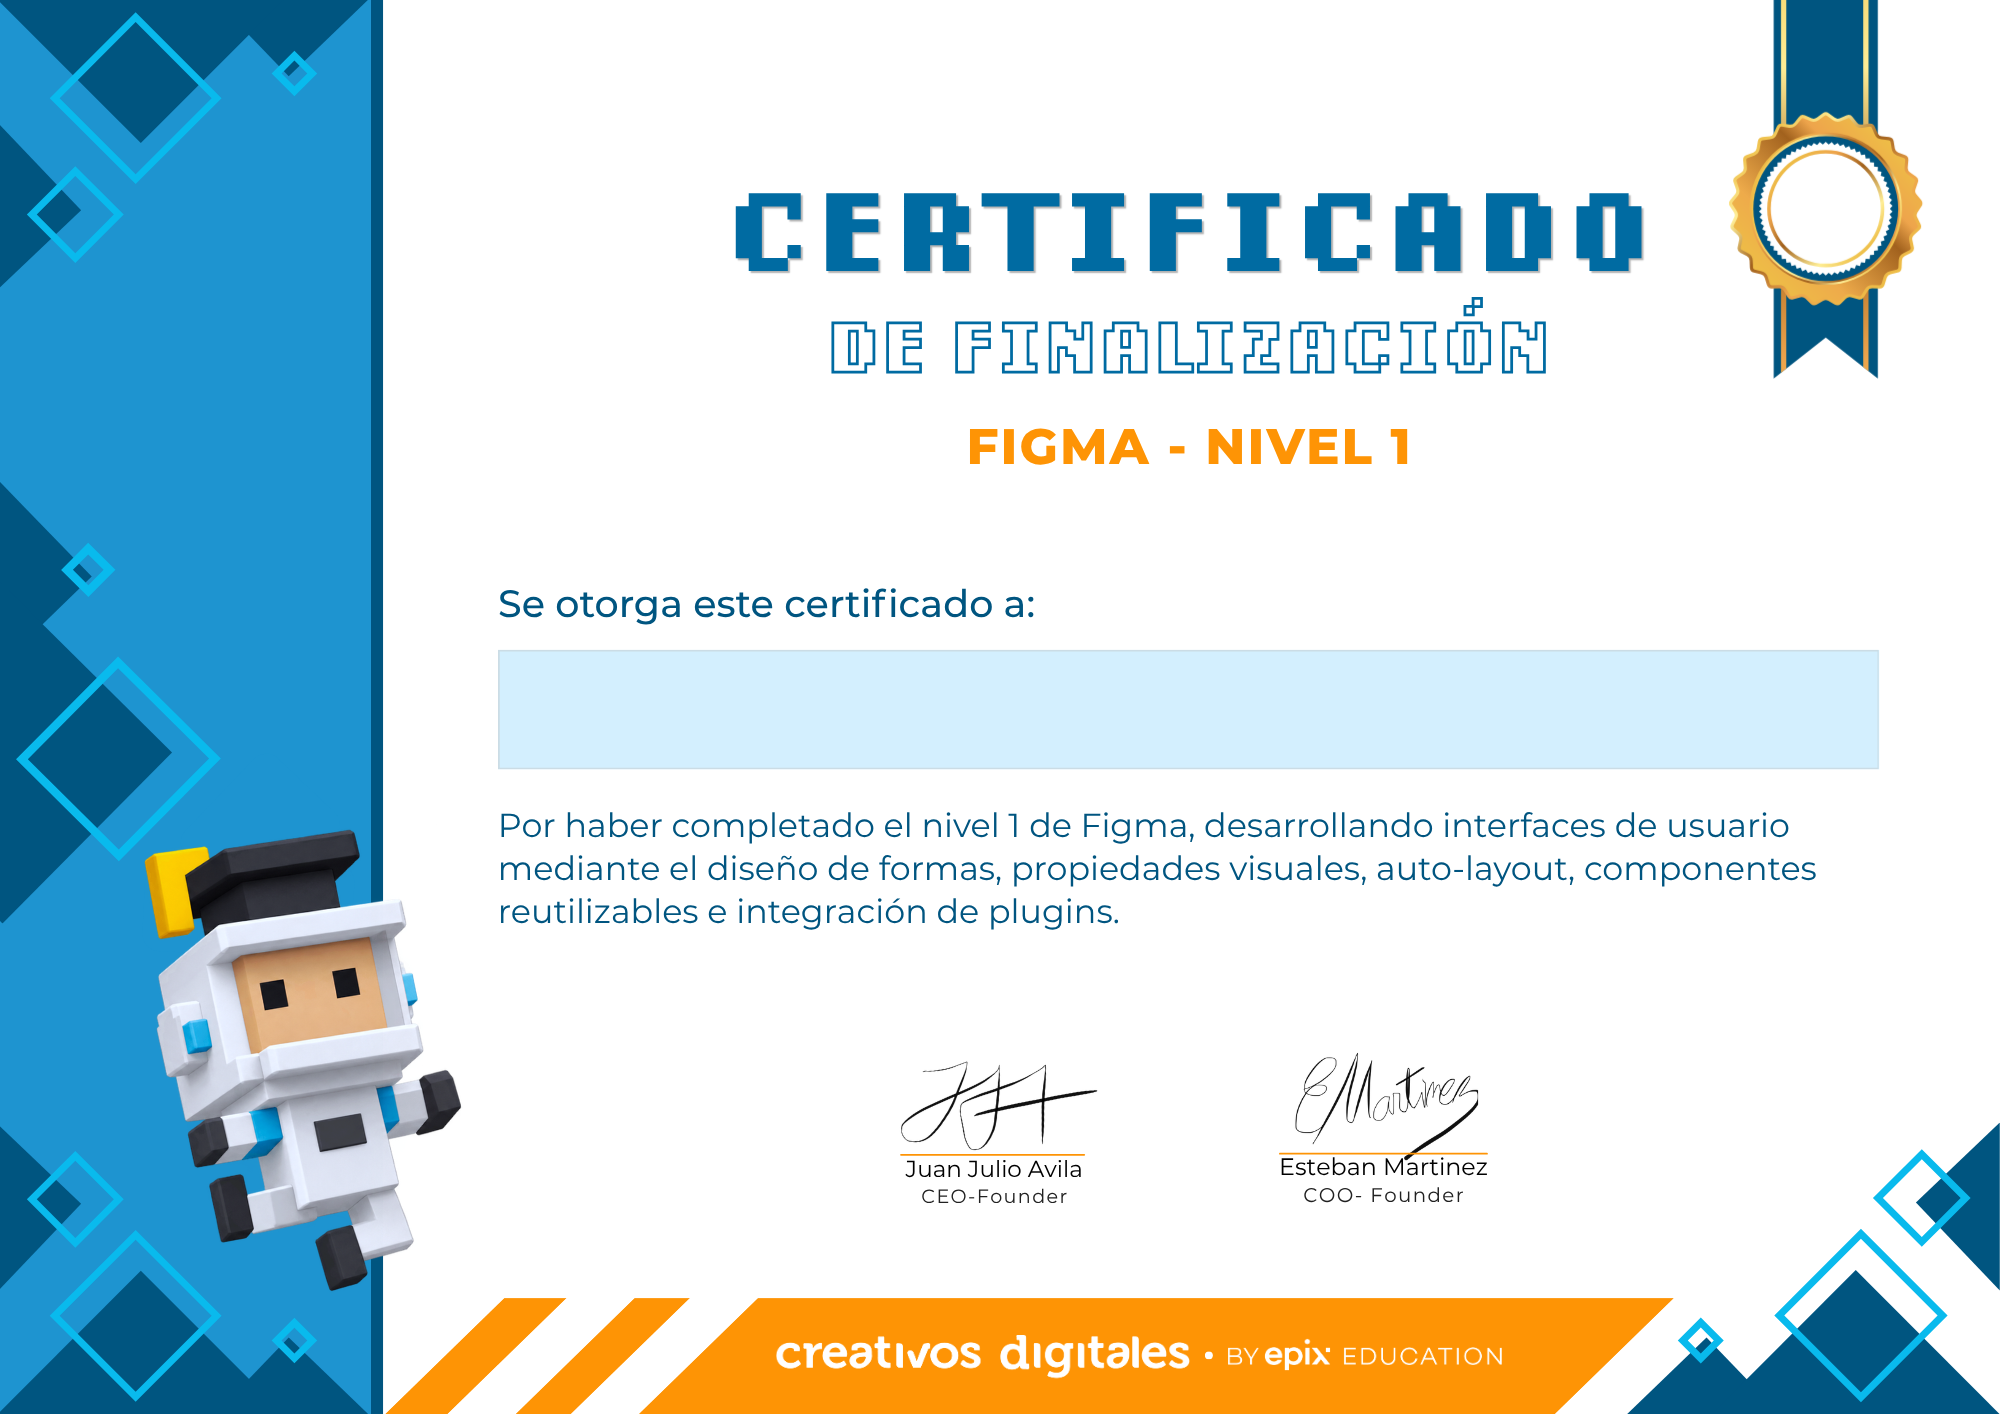 CERTIFICADO
DE FINALIZACIÓN
FIGMA - NIVEL 1
Se otorga este certificado a:
Por haber completado el nivel 1 de Figma, desarrollando interfaces de usuario
mediante el diseño de formas, propiedades visuales, auto-layout, componentes
reutilizables e integración de plugins.
EMartinez
Juan Julio Avila
CEO-Founder
Esteban Martinez
COO- Founder
creativos digitales • BY epix EDUCATION